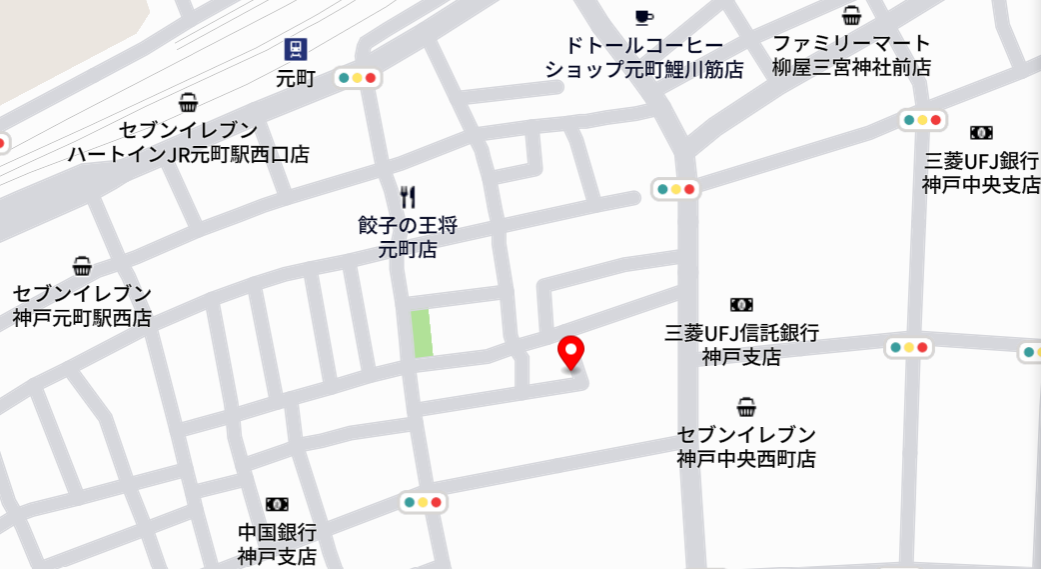 ドトールコーヒー
ショップ元町鯉川筋店
ファミリーマート
柳屋三宮神社前店
元町
セブンイレブン
ハートインJR元町駅西口店
三菱UFJ銀行
神戸中央支店
餃子の王将
元町店
セブンイレブン
神戸元町駅西店
三菱UFJ信託銀行
神戸支店
セブンイレブン
神戸中央西町店
中国銀行
神戸支店